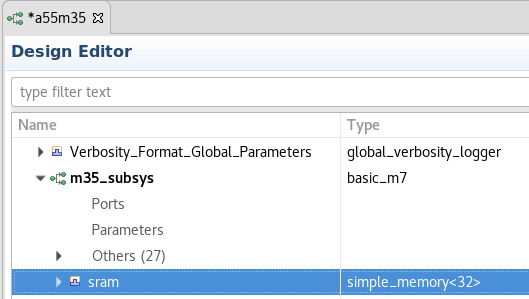 *a55m35
Design Editor
type filter text
Name Type
Verbosity_Format_Global_Parameters global_verbosity_logger
m35_subsys basic_m7
Ports
Parameters
Others (27)
sram simple_memory<32>